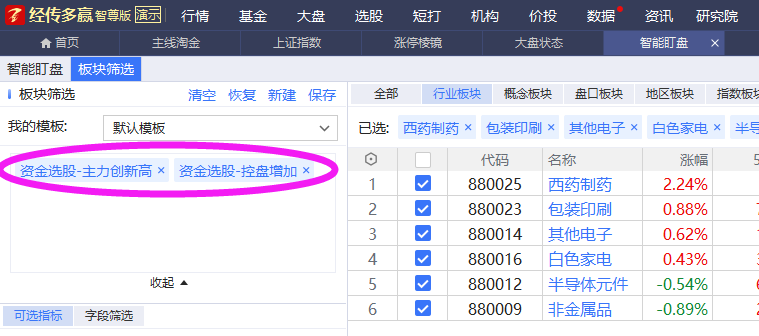 经传多赢 智尊版 演示 行情 基金 大盘 选股 短打 机构 价投 数据 资讯 研究院
首页 主线淘金 上证指数 涨停棱镜 大盘状态 智能盯盘 ×
智能盯盘 板块筛选
板块筛选 清空 恢复 新建 保存
我的模板: 默认模板
资金选股-主力创新高 × 资金选股-控盘增加 ×
收起
可选指标 字段筛选
全部 行业板块 概念板块 盘口板块 地区板块 指数板块
已选: 西药制药 × 包装印刷 × 其他电子 × 白色家电 × 半导
代码 名称 涨幅
1 880025 西药制药 2.24%
2 880023 包装印刷 0.88%
3 880014 其他电子 0.62%
4 880016 白色家电 0.43%
5 880012 半导体元件 -0.54%
6 880009 非金属品 -0.89%